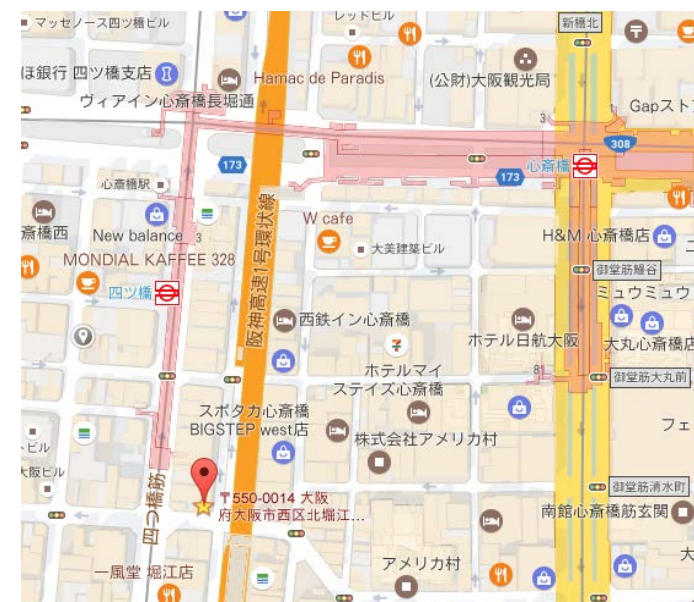 マッセノース四ツ橋ビル
レッドビル
新橋北
ほ銀行 四ツ橋支店
Hamac de Paradis
(公財)大阪観光局
ヴィアイン心斎橋長堀通
Gapスト
3
308
173
心斎橋
173
心斎橋駅
斎橋西
New balance
3
W cafe
大美建築ビル
H&M 心斎橋店
MONDIAL KAFFEE 328
御堂筋鰻谷
四ツ橋
ミュウミュウ
阪神高速1号環状線
西鉄イン心斎橋
ホテル日航大阪
大丸心斎橋店
ホテルマイ
ステイズ心斎橋
81
御堂筋大丸前
スポタカ心斎橋
BIGSTEP west店
株式会社アメリカ村
フェ
トビル
大阪ビル
〒550-0014 大阪
府大阪市西区北堀江...
御堂筋清水町
南館心斎橋筋玄関
四つ橋筋
一風堂 堀江店
アメリカ村
大